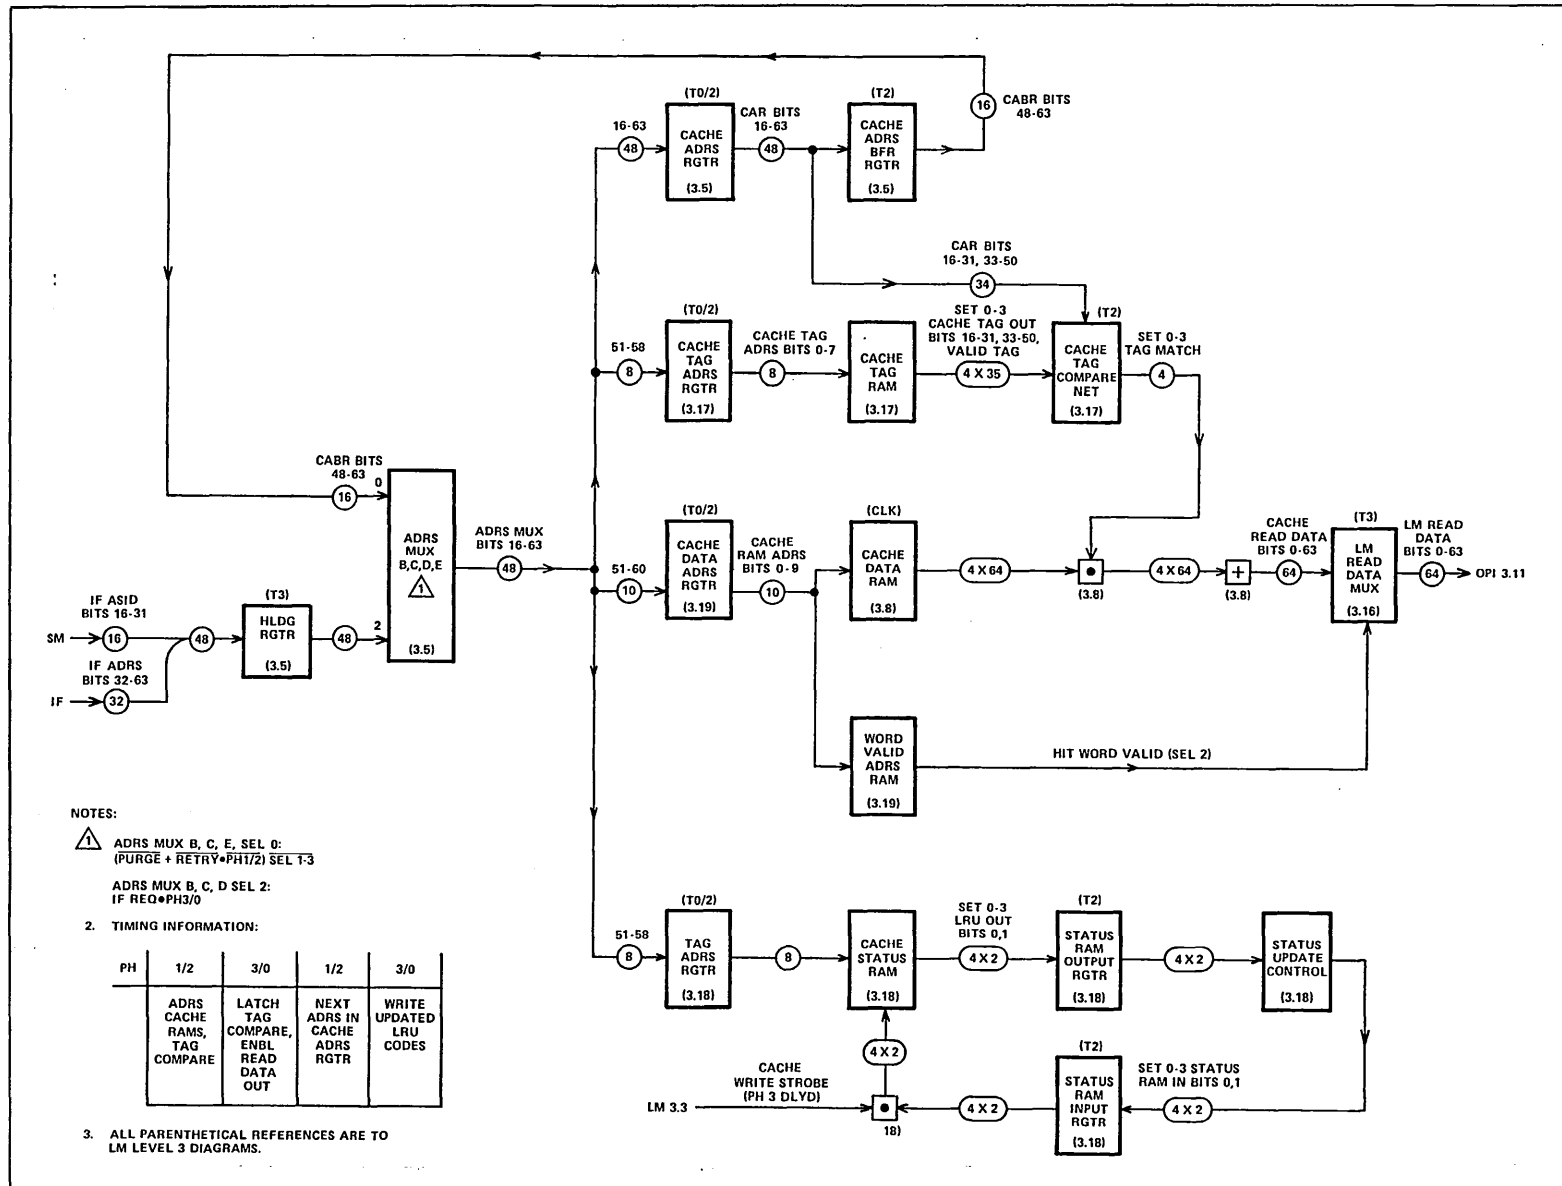 (T0/2)
CACHE
ADRS
RGTR
(3.5)
16-63
48
CAR BITS
16-63
48
(T2)
CACHE
ADRS
BFR
RGTR
(3.5)
16
CABR BITS
48-63
CAR BITS
16-31, 33-50
34
(T0/2)
51-58
8
CACHE
TAG
ADRS
RGTR
(3.17)
CACHE TAG
ADRS BITS 0-7
8
CACHE
TAG
RAM
(3.17)
SET 0-3
CACHE TAG OUT
BITS 16-31, 33-50,
VALID TAG
4 X 35
(T2)
CACHE
TAG
COMPARE
NET
(3.17)
SET 0-3
TAG MATCH
4
CABR BITS
48-63
16
0
ADRS
MUX
B,C,D,E
1
(3.5)
2
ADRS MUX
BITS 16-63
48
IF ASID
BITS 16-31
SM
16
IF ADRS
BITS 32-63
IF
32
48
(T3)
HLDG
RGTR
(3.5)
48
(T0/2)
51-60
10
CACHE
DATA
ADRS
RGTR
(3.19)
CACHE
RAM ADRS
BITS 0-9
10
(CLK)
CACHE
DATA
RAM
(3.8)
4 X 64
(3.8)
4 X 64
+
(3.8)
CACHE
READ DATA
BITS 0-63
64
(T3)
LM
READ
DATA
MUX
(3.16)
LM READ
DATA
BITS 0-63
64
OPI 3.11
WORD
VALID
ADRS
RAM
(3.19)
HIT WORD VALID (SEL 2)
(T0/2)
51-58
8
TAG
ADRS
RGTR
(3.18)
8
CACHE
STATUS
RAM
(3.18)
SET 0-3
LRU OUT
BITS 0,1
4 X 2
(T2)
STATUS
RAM
OUTPUT
RGTR
(3.18)
4 X 2
STATUS
UPDATE
CONTROL
(3.18)
4 X 2
CACHE
WRITE STROBE
(PH 3 DLYD)
LM 3.3
18)
4 X 2
(T2)
STATUS
RAM
INPUT
RGTR
(3.18)
SET 0-3 STATUS
RAM IN BITS 0,1
4 X 2
NOTES:
1 ADRS MUX B, C, E, SEL 0:
(PURGE + RETRY•PH1/2) SEL 1-3
ADRS MUX B, C, D SEL 2:
IF REQ•PH3/0
2. TIMING INFORMATION:
PH 1/2 3/0 1/2 3/0
ADRS
CACHE
RAMS,
TAG
COMPARE
LATCH
TAG
COMPARE,
ENBL
READ
DATA
OUT
NEXT
ADRS IN
CACHE
ADRS
RGTR
WRITE
UPDATED
LRU
CODES
3. ALL PARENTHETICAL REFERENCES ARE TO
LM LEVEL 3 DIAGRAMS.